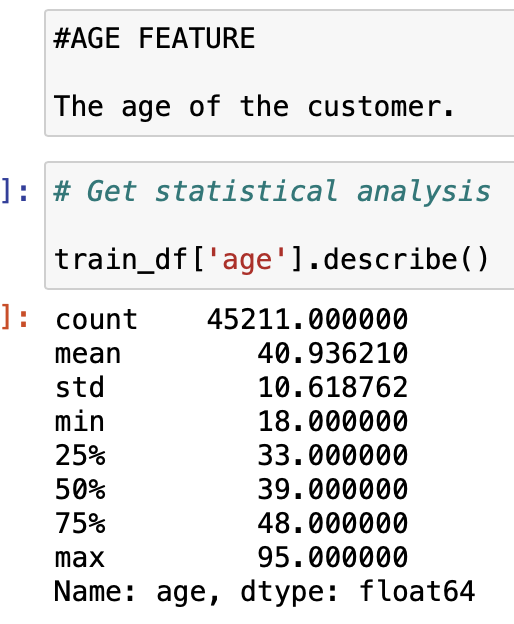 #AGE FEATURE
The age of the customer.
]: # Get statistical analysis
train_df['age'].describe()
]: count 45211.000000
mean 40.936210
std 10.618762
min 18.000000
25% 33.000000
50% 39.000000
75% 48.000000
max 95.000000
Name: age, dtype: float64